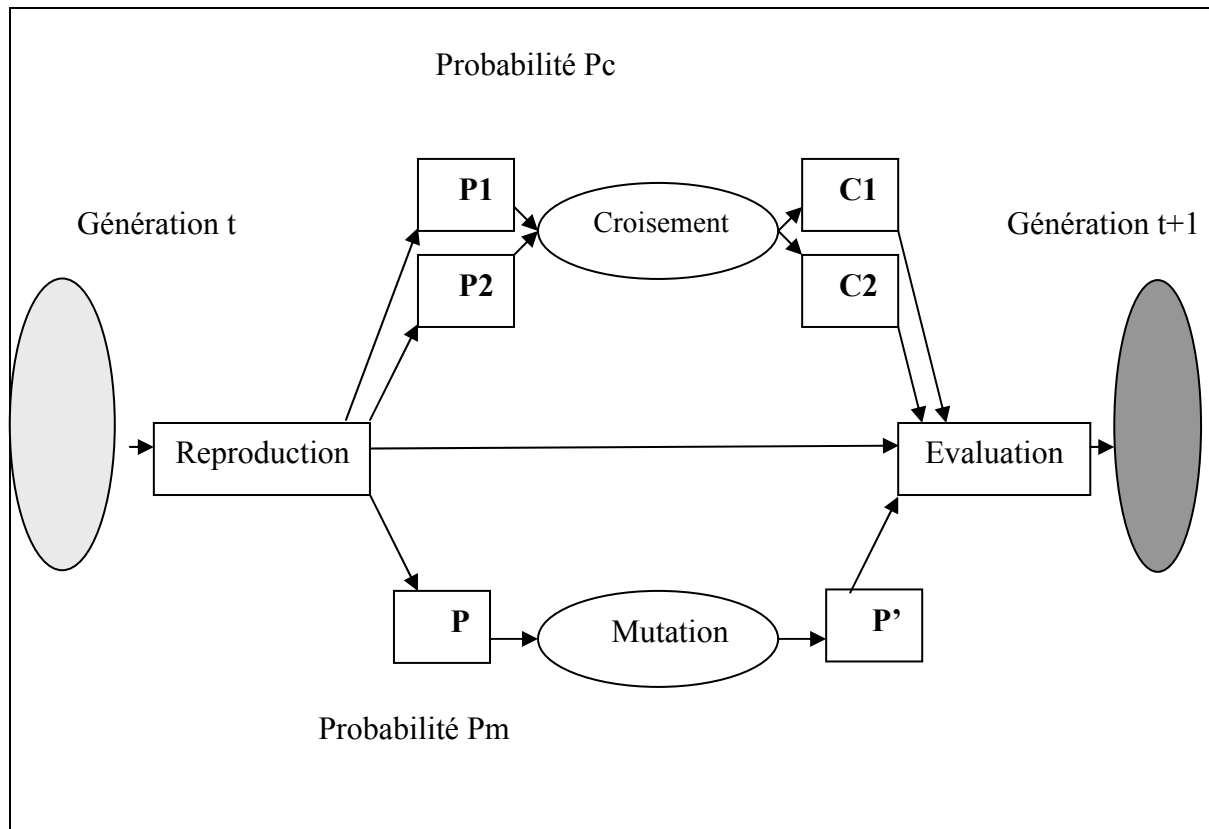 Probabilité Pc
P1
C1
Croisement
Génération t
Génération t+1
P2
C2
Reproduction
Evaluation
P
Mutation
P’
Probabilité Pm